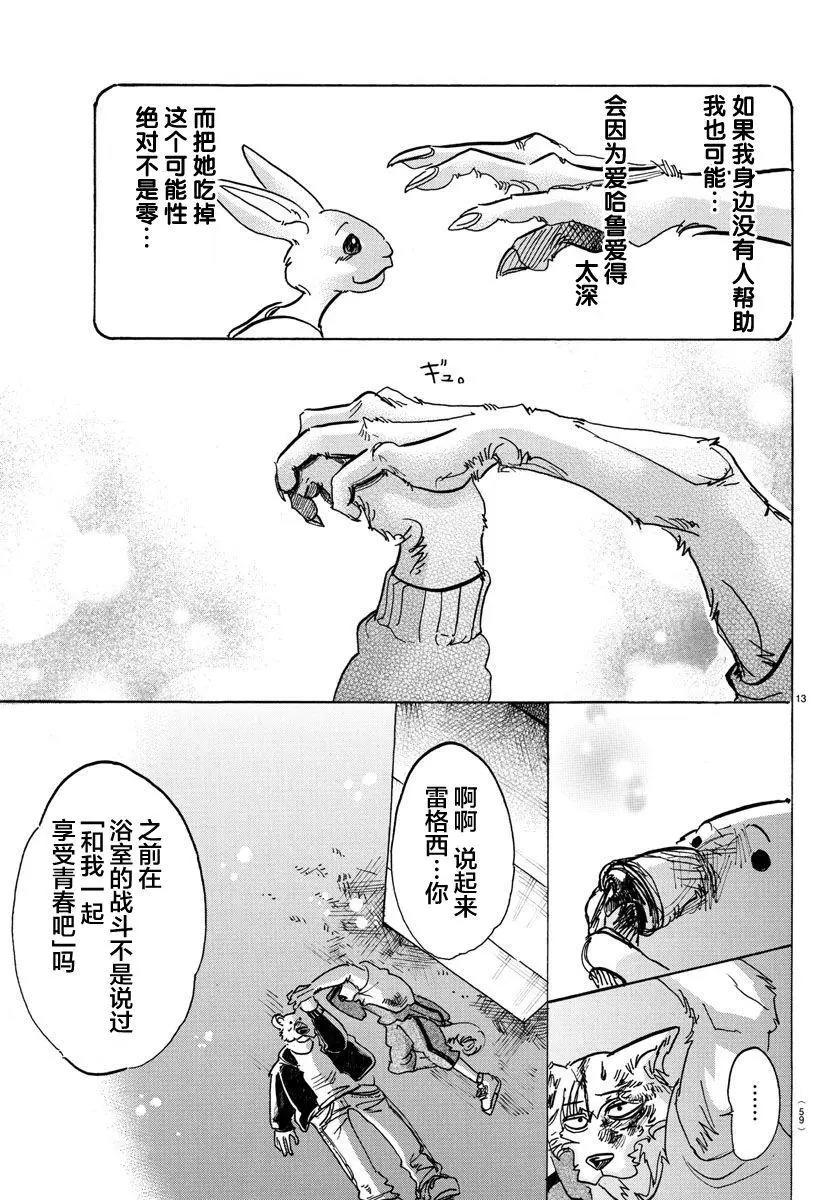 如果我身边没有人帮助
我也可能…
会因为爱哈鲁爱得
太深
而把她吃掉
这个可能性
绝对不是零…
ギュ。
13
……
啊啊 说起来
雷格西…你
之前在
浴室的战斗不是说过
「和我一起
享受青春吧」吗
(59)